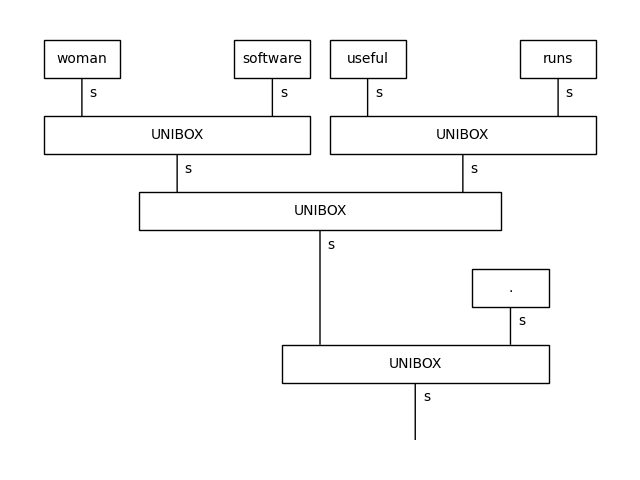 woman software useful runs
s s s s
UNIBOX UNIBOX
s s
UNIBOX
s
.
s
UNIBOX
s